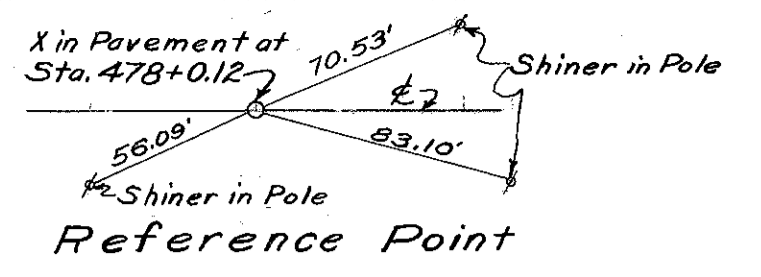 X in Pavement at
Sta. 478+0.12
70.53'
Shiner in Pole
℄
56.09'
83.10'
Shiner in Pole
Reference Point